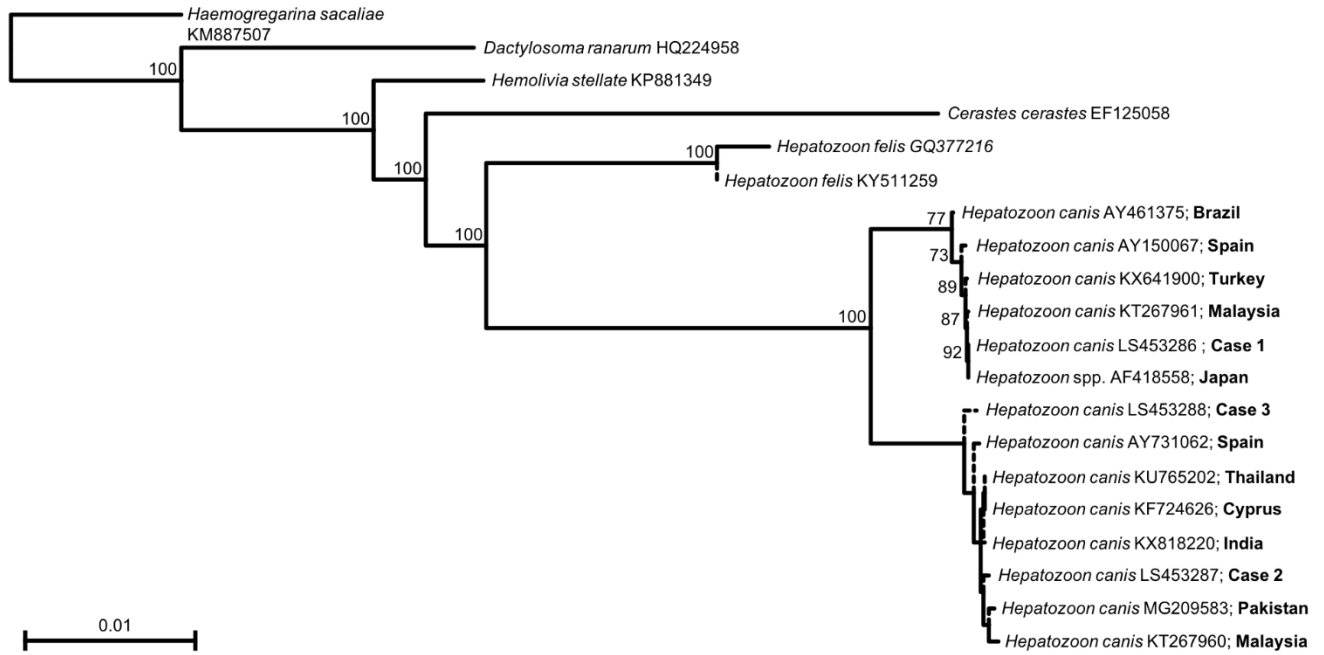 Haemogregarina sacaliae
KM887507
100
Dactylosoma ranarum HQ224958
Hemolivia stellate KP881349
100
Cerastes cerastes EF125058
100
Hepatozoon felis GQ377216
100
Hepatozoon felis KY511259
100
Hepatozoon canis AY461375; Brazil
77
Hepatozoon canis AY150067; Spain
73
Hepatozoon canis KX641900; Turkey
89
Hepatozoon canis KT267961; Malaysia
87
100
Hepatozoon canis LS453286 ; Case 1
92
Hepatozoon spp. AF418558; Japan
Hepatozoon canis LS453288; Case 3
Hepatozoon canis AY731062; Spain
Hepatozoon canis KU765202; Thailand
Hepatozoon canis KF724626; Cyprus
Hepatozoon canis KX818220; India
Hepatozoon canis LS453287; Case 2
Hepatozoon canis MG209583; Pakistan
Hepatozoon canis KT267960; Malaysia
0.01